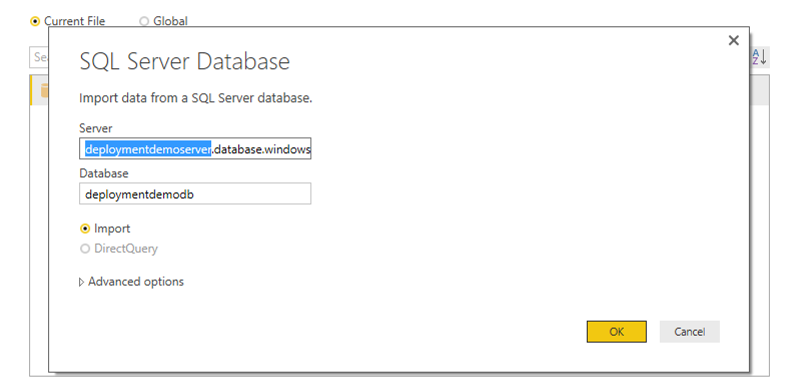 Current File
Global
Se
A
Z
SQL Server Database
Import data from a SQL Server database.
Server
deploymentdemoserver.database.windows
Database
deploymentdemodb
Import
DirectQuery
Advanced options
OK
Cancel